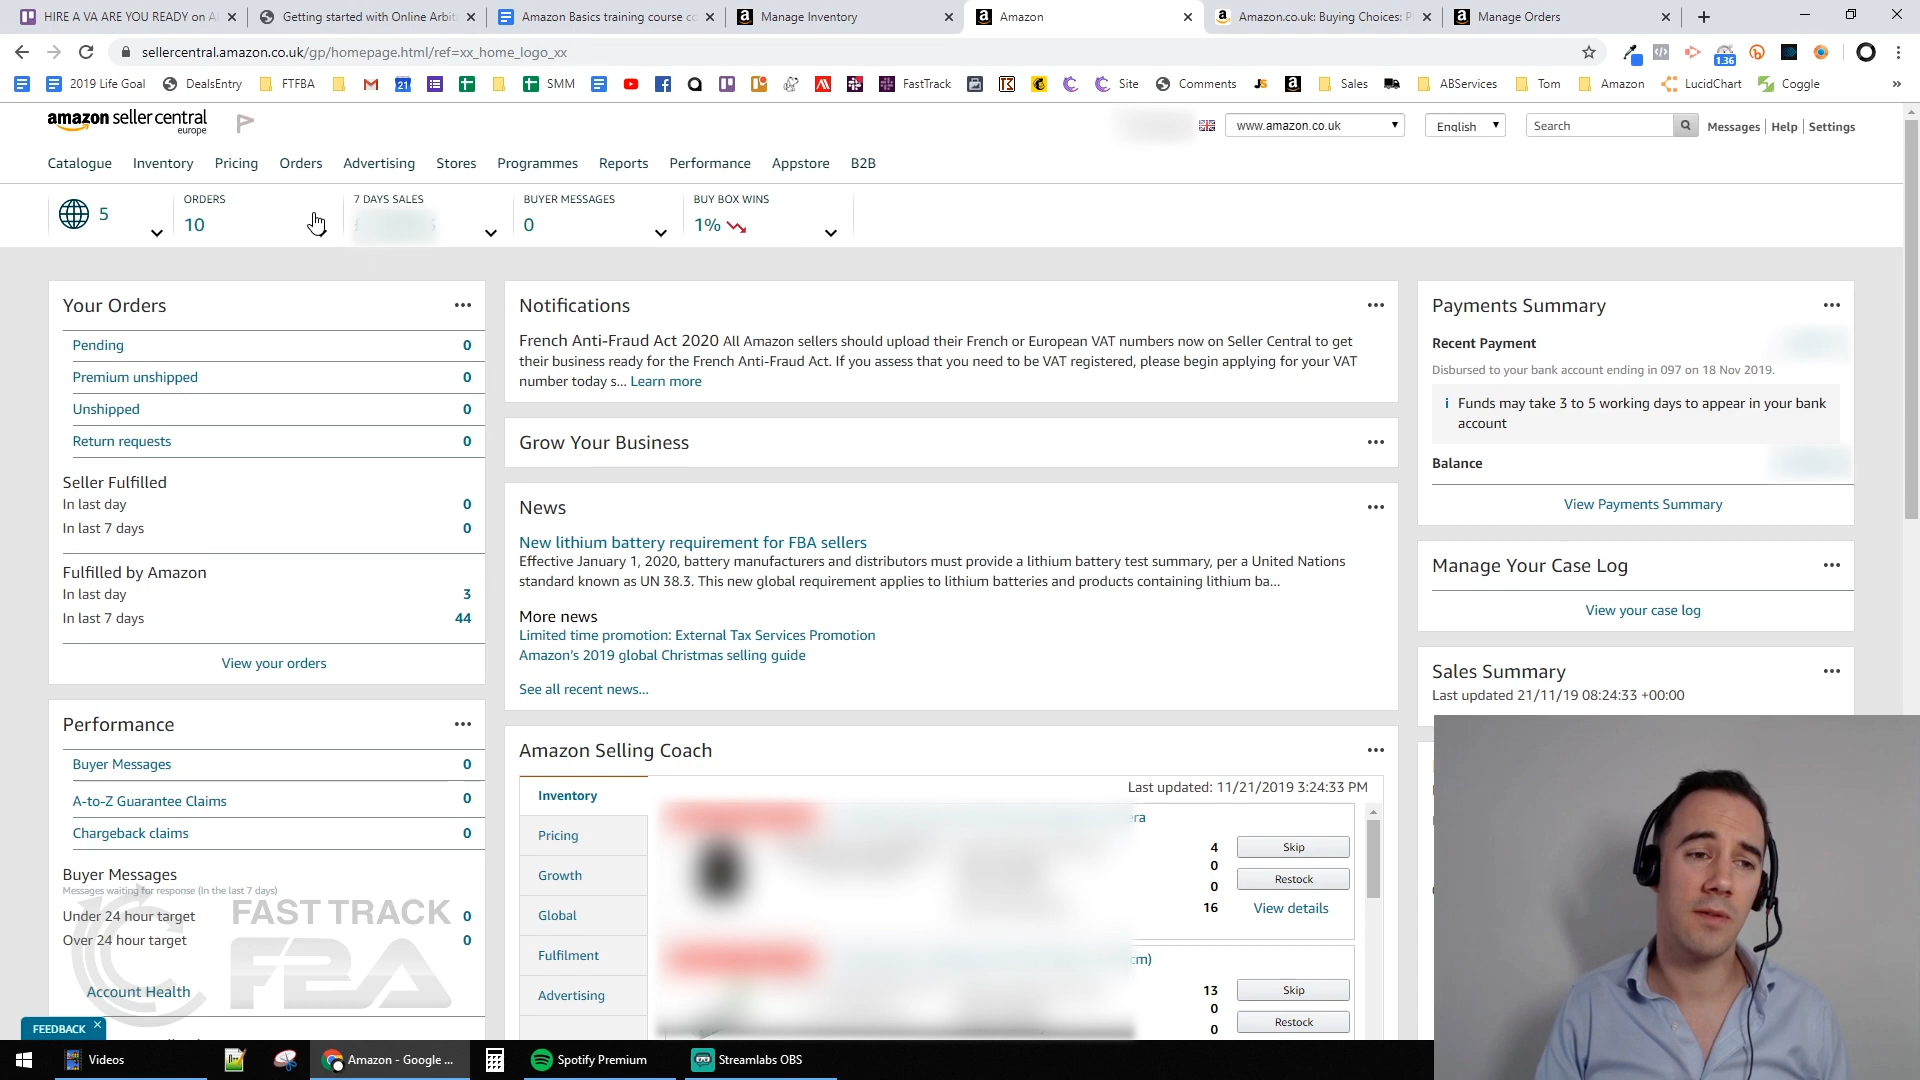 HIRE A VA ARE YOU READY on A
Getting started with Online Arbit
Amazon Basics training course co
Manage Inventory
Amazon
Amazon.co.uk: Buying Choices: P
Manage Orders
sellercentral.amazon.co.uk/gp/homepage.html/ref=xx_home_logo_xx
1.36
2019 Life Goal
DealsEntry
FTFBA
21
SMM
FastTrack
Site
Comments
JS
Sales
ABServices
Tom
Amazon
LucidChart
Coggle
»
amazon seller central
europe
www.amazon.co.uk
English
Search
Messages | Help | Settings
Catalogue Inventory Pricing Orders Advertising Stores Programmes Reports Performance Appstore B2B
5
ORDERS
10
7 DAYS SALES
BUYER MESSAGES
0
BUY BOX WINS
1%
Your Orders
Pending 0
Premium unshipped 0
Unshipped 0
Return requests 0
Seller Fulfilled
In last day 0
In last 7 days 0
Fulfilled by Amazon
In last day 3
In last 7 days 44
View your orders
Performance
Buyer Messages 0
A-to-Z Guarantee Claims 0
Chargeback claims 0
Buyer Messages
Messages waiting for response (In the last 7 days)
Under 24 hour target 0
Over 24 hour target 0
Account Health
FAST TRACK
FBA
FEEDBACK
Notifications
French Anti-Fraud Act 2020 All Amazon sellers should upload their French or European VAT numbers now on Seller Central to get
their business ready for the French Anti-Fraud Act. If you assess that you need to be VAT registered, please begin applying for your VAT
number today s... Learn more
Grow Your Business
News
New lithium battery requirement for FBA sellers
Effective January 1, 2020, battery manufacturers and distributors must provide a lithium battery test summary, per a United Nations
standard known as UN 38.3. This new global requirement applies to lithium batteries and products containing lithium ba...
More news
Limited time promotion: External Tax Services Promotion
Amazon's 2019 global Christmas selling guide
See all recent news...
Amazon Selling Coach
Last updated: 11/21/2019 3:24:33 PM
Inventory
Pricing
Growth
Global
Fulfilment
Advertising
era
4
0
0
16
Skip
Restock
View details
cm)
13
0
0
Skip
Restock
Payments Summary
Recent Payment
Disbursed to your bank account ending in 097 on 18 Nov 2019.
i Funds may take 3 to 5 working days to appear in your bank
account
Balance
View Payments Summary
Manage Your Case Log
View your case log
Sales Summary
Last updated 21/11/19 08:24:33 +00:00
Videos
Amazon - Google ...
Spotify Premium
Streamlabs OBS